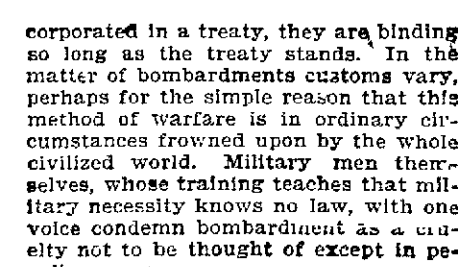 corporated in a treaty, they are binding
so long as the treaty stands. In the
matter of bombardments customs vary,
perhaps for the simple reason that this
method of warfare is in ordinary cir-
cumstances frowned upon by the whole
civilized world. Military men them-
selves, whose training teaches that mil-
itary necessity knows no law, with one
voice condemn bombardment as a cru-
elty not to be thought of except in pe-